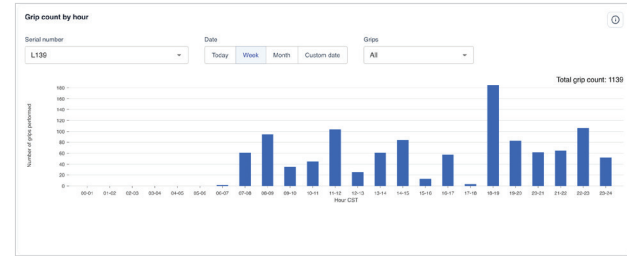 Grip count by hour
Serial number
Date
Grips
L139
Today Week Month Custom date
All
Total grip count: 1139
Number of grips performed
180
160
140
120
100
80
60
40
20
0
00-01 01-02 02-03 03-04 04-05 05-06 06-07 07-08 08-09 09-10 10-11 11-12 12-13 13-14 14-15 15-16 16-17 17-18 18-19 19-20 20-21 21-22 22-23 23-24
Hour CST